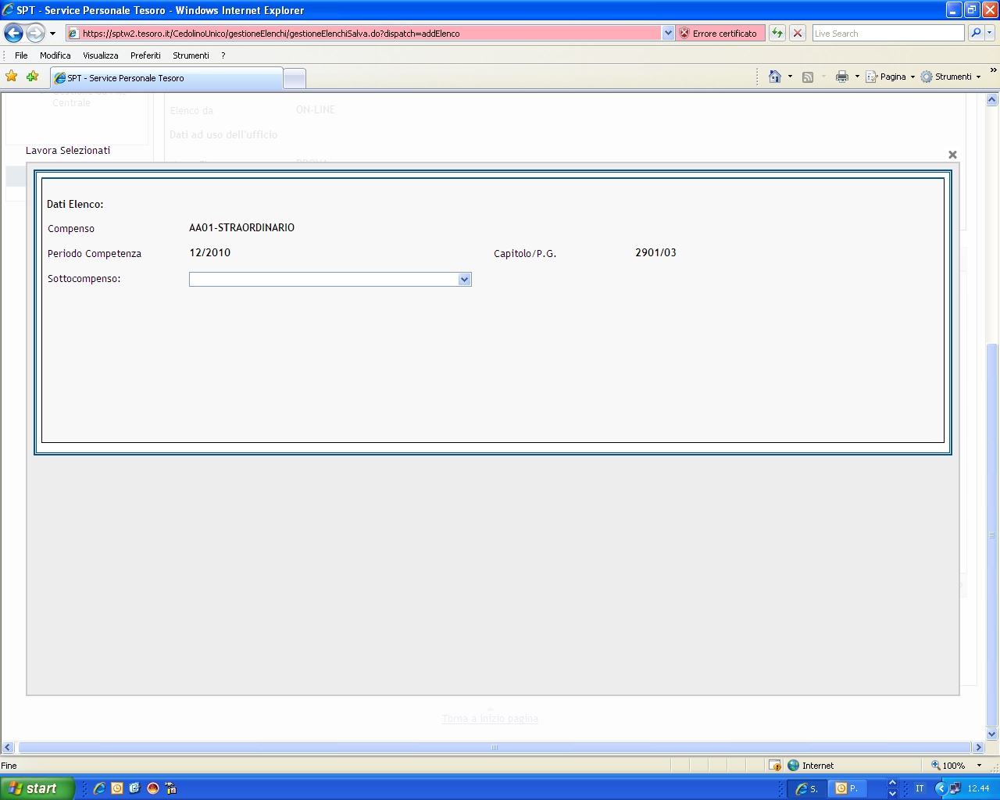 SPT - Service Personale Tesoro - Windows Internet Explorer
https://sptw2.tesoro.it/CedolinoUnico/gestioneElenchi/gestioneElenchiSalva.do?dispatch=addElenco
Errore certificato
Live Search
File Modifica Visualizza Preferiti Strumenti ?
SPT - Service Personale Tesoro
Pagina
Strumenti
Centrale
Elenco da ON-LINE
Dati ad uso dell'ufficio
Lavora Selezionati
Dati Elenco:
Compenso AA01-STRAORDINARIO
Periodo Competenza 12/2010 Capitolo/P.G. 2901/03
Sottocompenso:
Torna a inizio pagina
Fine
Internet
100%
start
S.
P.
IT
12.44